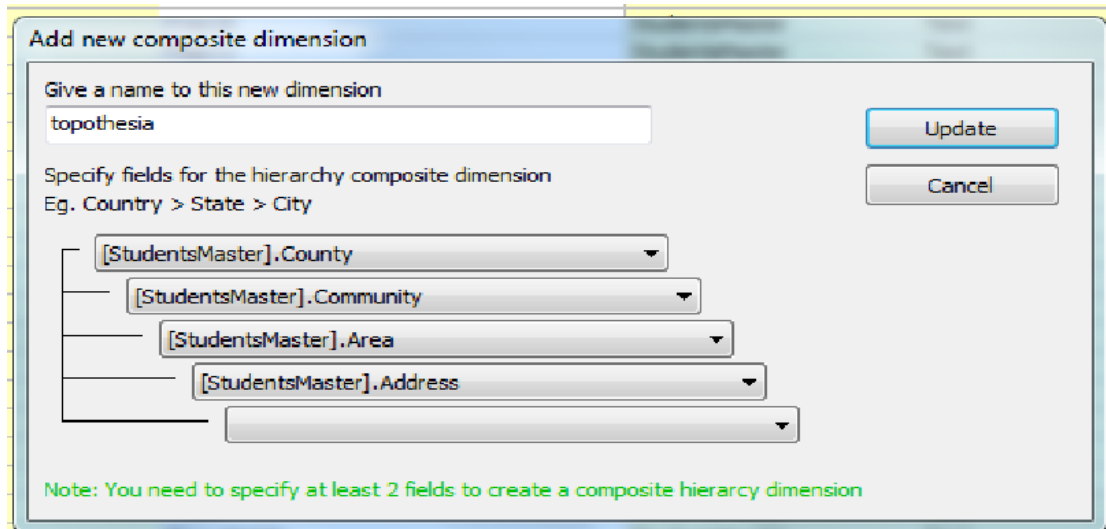 Add new composite dimension
Give a name to this new dimension
topothesia
Update
Specify fields for the hierarchy composite dimension
Cancel
Eg. Country > State > City
[StudentsMaster].County
[StudentsMaster].Community
[StudentsMaster].Area
[StudentsMaster].Address
Note: You need to specify at least 2 fields to create a composite hierarcy dimension